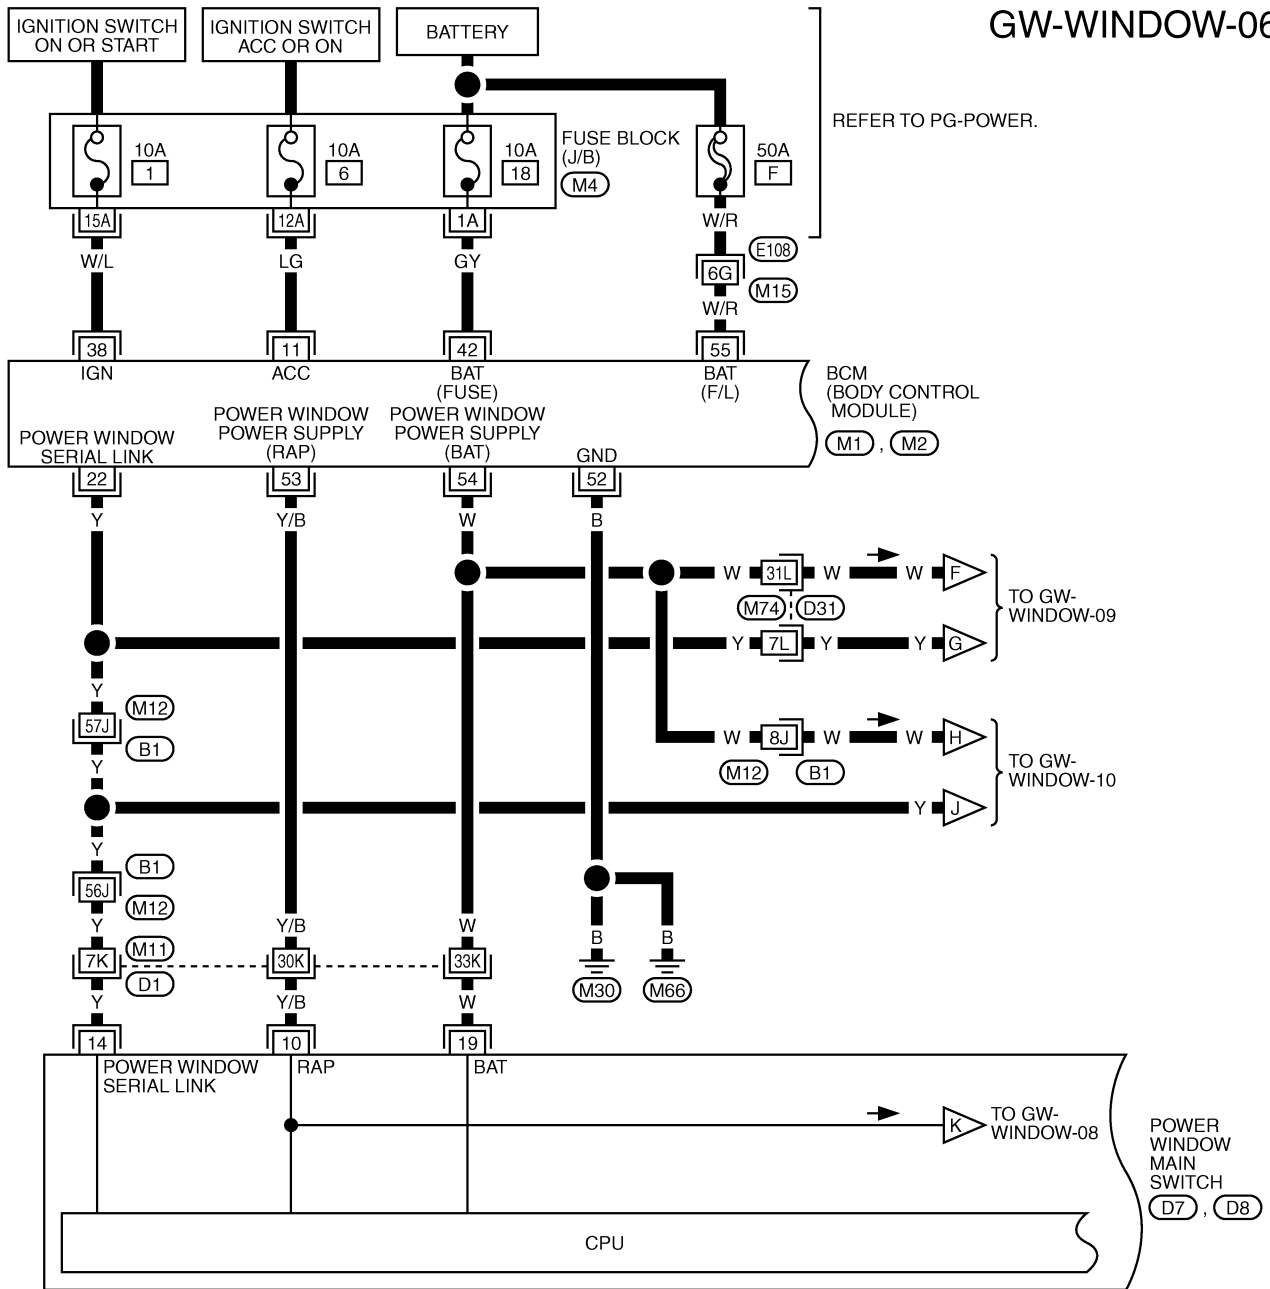 GW-WINDOW-06
IGNITION SWITCH
ON OR START
IGNITION SWITCH
ACC OR ON
BATTERY
REFER TO PG-POWER.
10A
1
10A
6
10A
18
FUSE BLOCK
(J/B)
M4
50A
F
15A
12A
1A
W/R
W/L
LG
GY
E108
6G
M15
W/R
38
11
42
55
IGN
ACC
BAT
(FUSE)
BAT
(F/L)
BCM
(BODY CONTROL
MODULE)
M1 , M2
POWER WINDOW
SERIAL LINK
POWER WINDOW
POWER SUPPLY
(RAP)
POWER WINDOW
POWER SUPPLY
(BAT)
GND
22
53
54
52
Y
Y/B
W
B
W
31L
W
W
F
M74
D31
TO GW-
WINDOW-09
Y
7L
Y
Y
G
Y
M12
57J
B1
Y
W
8J
W
W
H
M12
B1
TO GW-
WINDOW-10
Y
J
Y
B1
56J
M12
Y
Y/B
W
B
B
M11
7K
30K
33K
D1
M30
M66
Y
Y/B
W
14
10
19
POWER WINDOW
SERIAL LINK
RAP
BAT
K
TO GW-
WINDOW-08
POWER
WINDOW
MAIN
SWITCH
D7 , D8
CPU